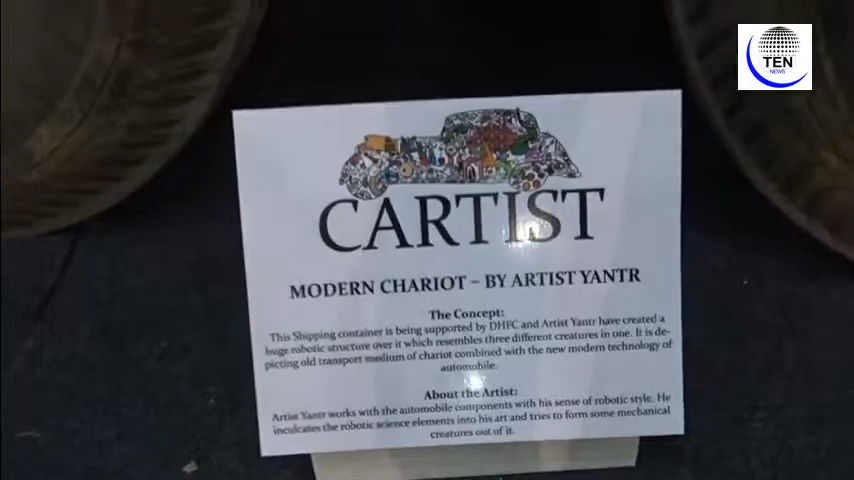 TEN
NEWS
CARTIST
MODERN CHARIOT – BY ARTIST YANTR
The Concept:
This Shipping container is being supported by DHFC and Artist Yantr have created a
huge robotic structure over it which resembles three different creatures in one. It is de-
picting old transport medium of chariot combined with the new modern technology of
automobile.
About the Artist:
Artist Yantr works with the automobile components with his sense of robotic style. He
inculcates the robotic science elements into his art and tries to form some mechanical
creatures out of it.